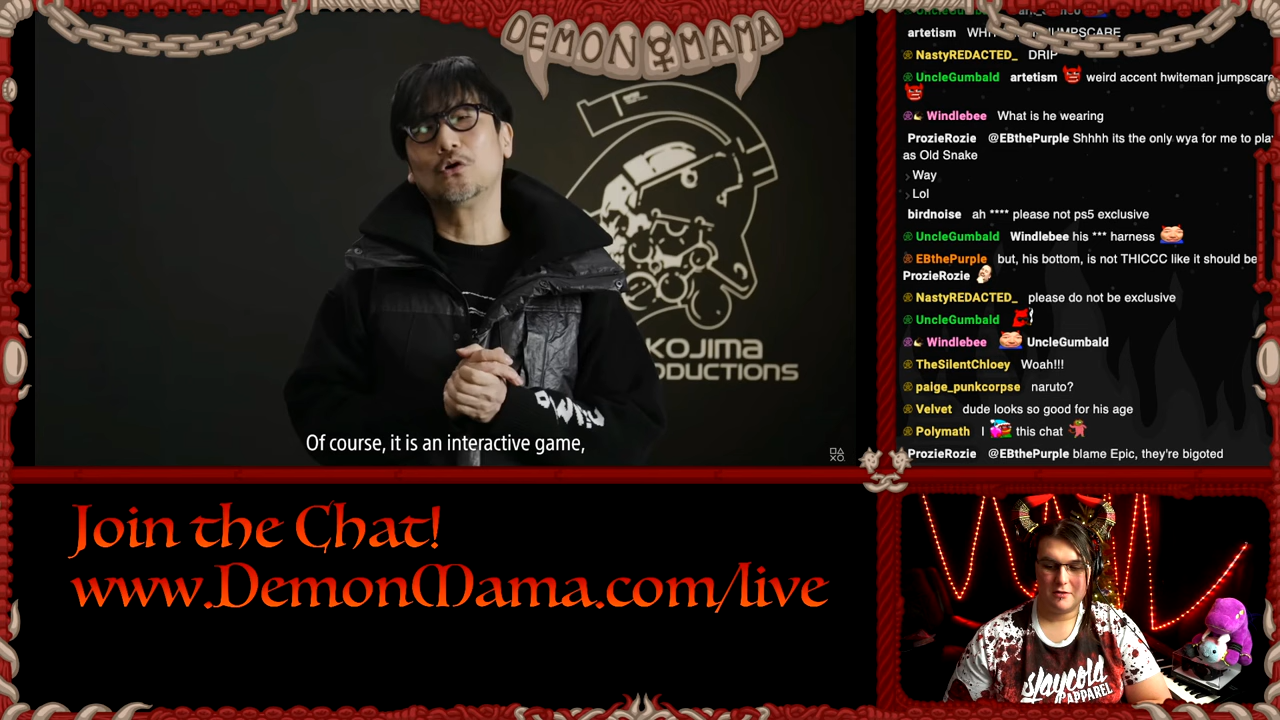 DEMON MAMA
KOJIMA
PRODUCTIONS
Of course, it is an interactive game,
artetism
NastyREDACTED_ DRIP
UncleGumbald artetism weird accent hwiteman jumpscare
Windlebee What is he wearing
ProzieRozie @EBthePurple Shhhh its the only wya for me to pla
as Old Snake
Way
Lol
birdnoise ah **** please not ps5 exclusive
UncleGumbald Windlebee his *** harness
EBthePurple but, his bottom, is not THICCC like it should be
ProzieRozie
NastyREDACTED_ please do not be exclusive
UncleGumbald
Windlebee UncleGumbald
TheSilentChloey Woah!!!
paige_punkcorpse naruto?
Velvet dude looks so good for his age
Polymath I this chat
ProzieRozie @EBthePurple blame Epic, they're bigoted
Join the Chat!
www.DemonMama.com/live
slaycold
APPAREL